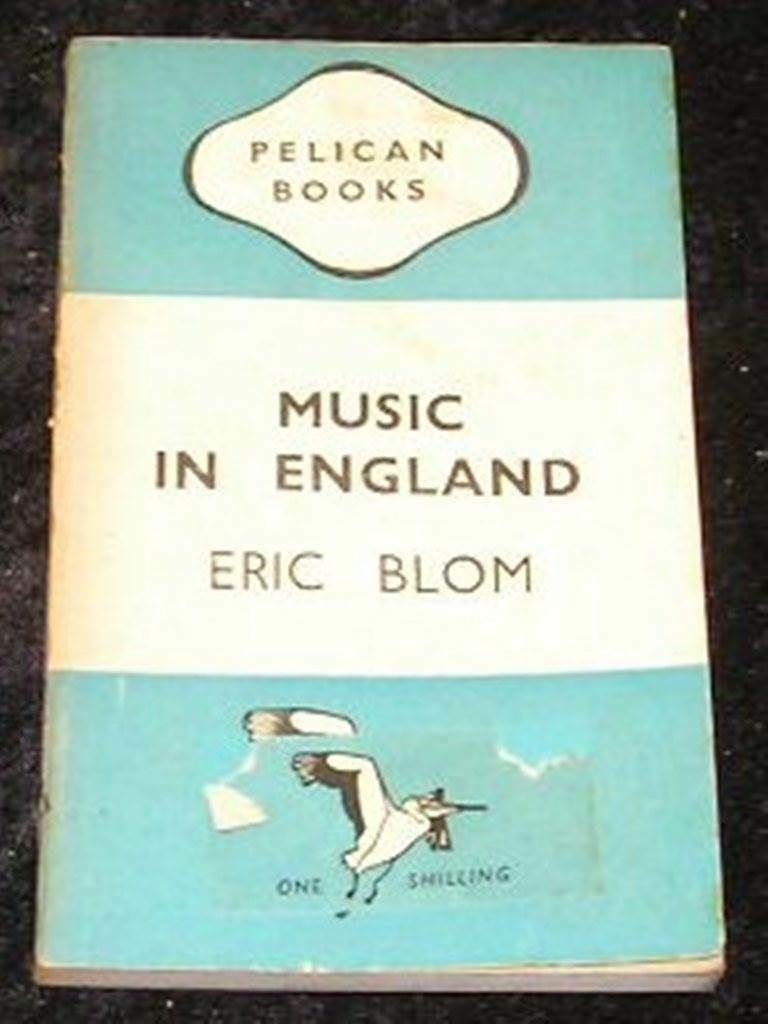 PELICAN
BOOKS
MUSIC
IN ENGLAND
ERIC BLOM
ONE SHILLING